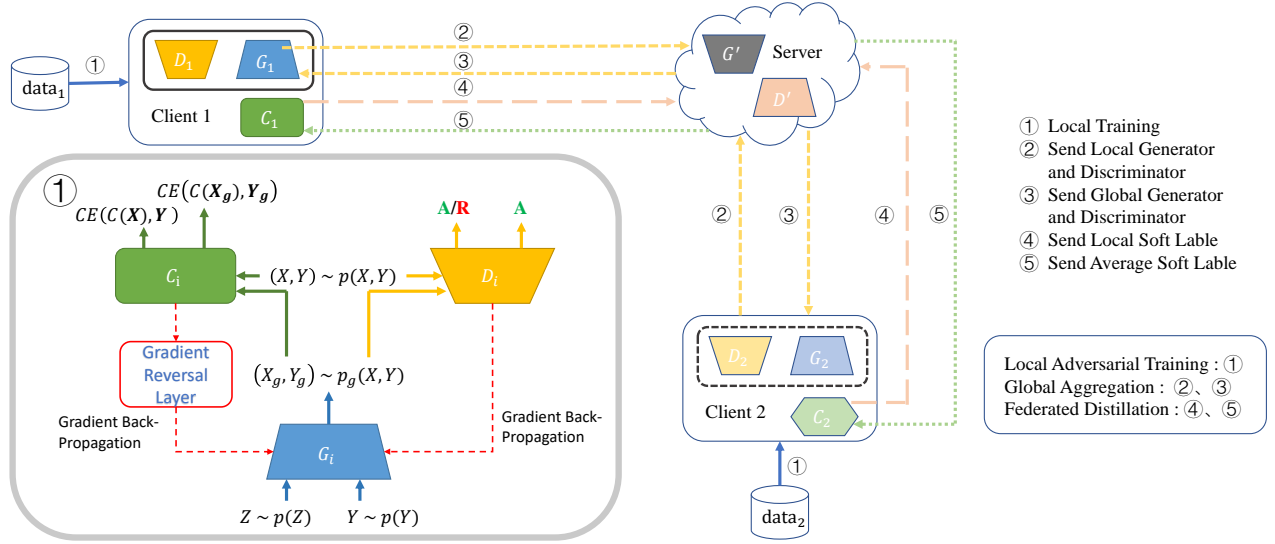 ②
D₁
G₁
G′
Server
①
③
data₁
④
D′
Client 1
C₁
⑤
① Local Training
② Send Local Generator
and Discriminator
③ Send Global Generator
and Discriminator
④ Send Local Soft Lable
⑤ Send Average Soft Lable
①
CE(C(X_g), Y_g)
CE(C(X), Y)
A/R
A
②
③
④
⑤
C_i
(X, Y) ~ p(X, Y)
D_i
Gradient
Reversal
Layer
(X_g, Y_g) ~ p_g(X, Y)
Gradient Back-
Propagation
Gradient Back-
Propagation
G_i
Z ~ p(Z)
Y ~ p(Y)
D₂
G₂
Client 2
C₂
①
data₂
Local Adversarial Training : ①
Global Aggregation : ②、③
Federated Distillation : ④、⑤